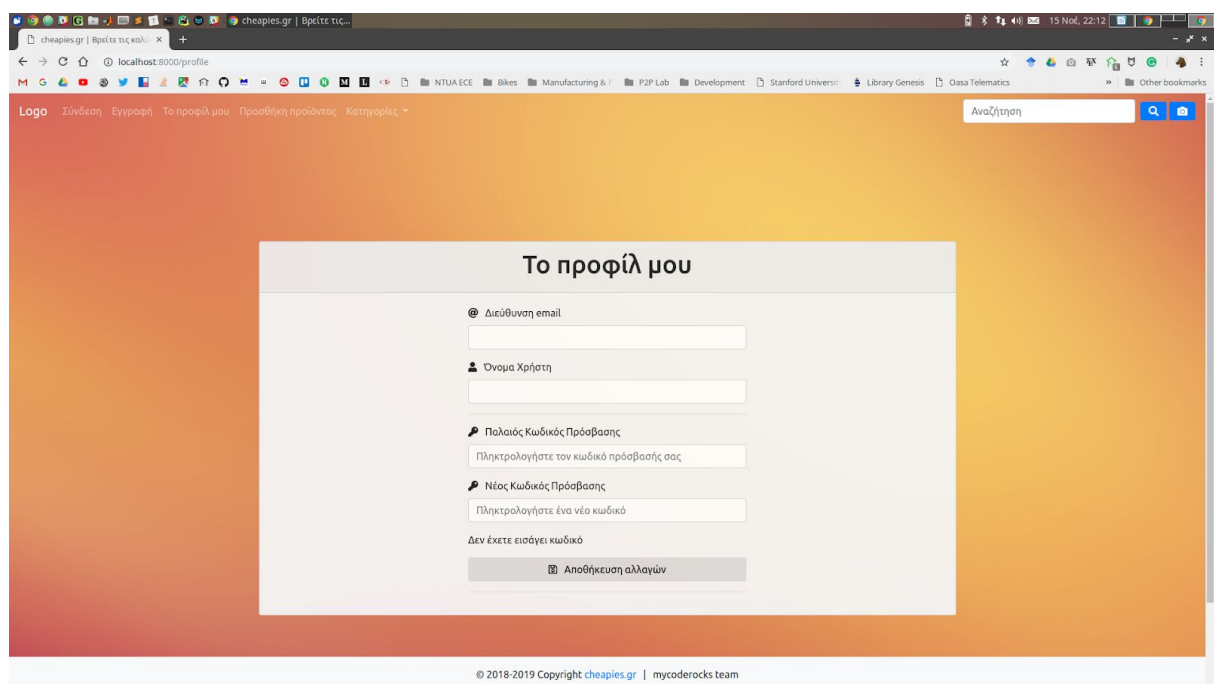 cheapies.gr | Βρείτε τις...
15 Νοέ, 22:12
cheapies.gr | Βρείτε τις καλύ
localhost:8000/profile
NTUA ECE Bikes Manufacturing & P2P Lab Development Stanford Universit Library Genesis Oasa Telematics » Other bookmarks
Logo Σύνδεση Εγγραφή Το προφίλ μου Προσθήκη προϊόντος Κατηγορίες
Αναζήτηση
Το προφίλ μου
Διεύθυνση email
Όνομα Χρήστη
Παλαιός Κωδικός Πρόσβασης
Πληκτρολογήστε τον κωδικό πρόσβασής σας
Νέος Κωδικός Πρόσβασης
Πληκτρολογήστε ένα νέο κωδικό
Δεν έχετε εισάγει κωδικό
Αποθήκευση αλλαγών
© 2018-2019 Copyright cheapies.gr | mycoderocks team